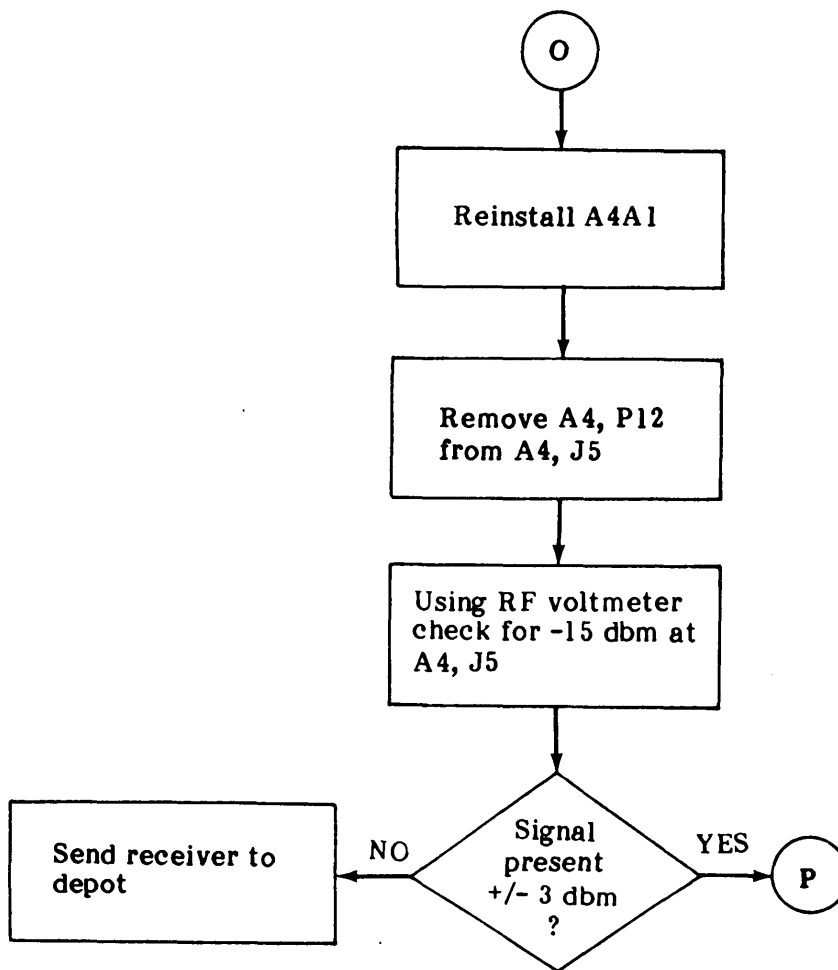 O
Reinstall A4A1
Remove A4, P12
from A4, J5
Using RF voltmeter
check for -15 dbm at
A4, J5
Signal
present
+/- 3 dbm
?
NO
YES
Send receiver to
depot
P